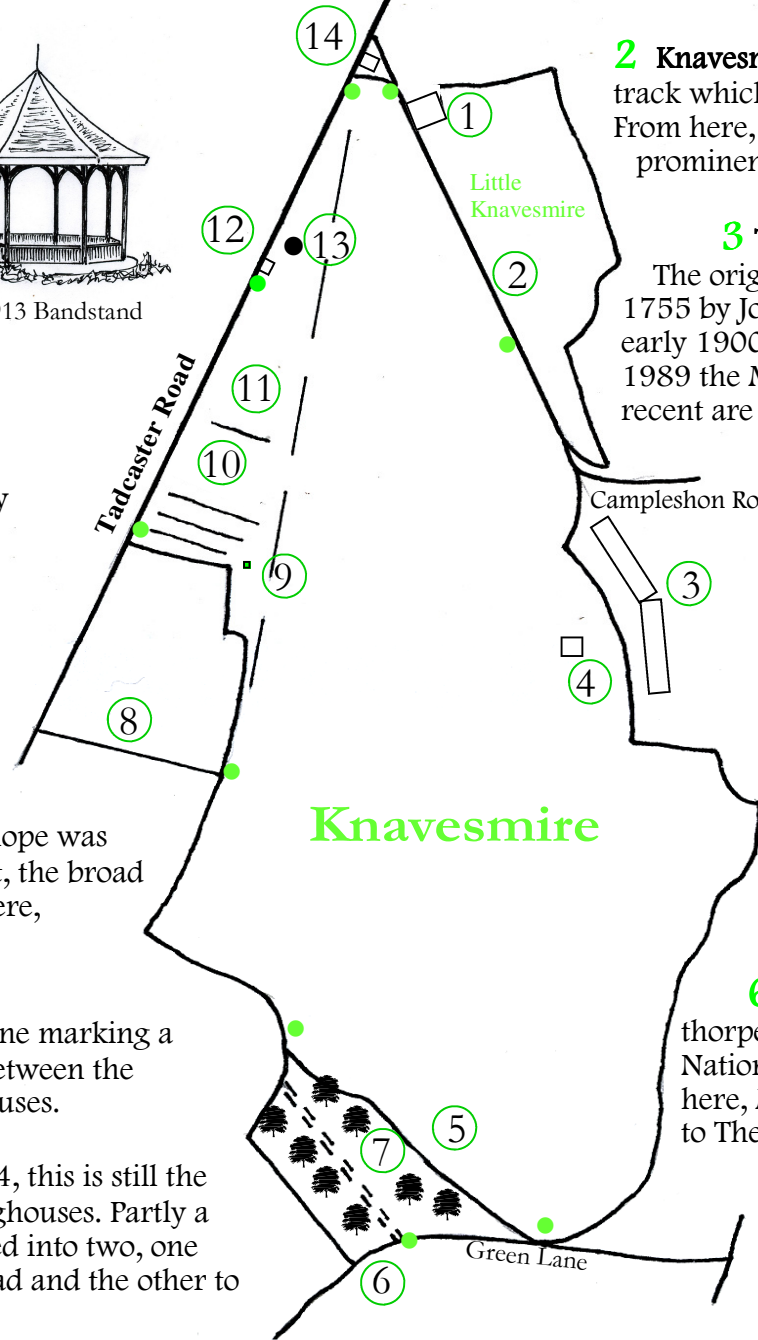 14
2 Knavesm
track which
From here,
prominen
1
Little
Knavesmire
12
13
3
2
The orig
1755 by Jo
early 1900
1989 the M
recent are
13 Bandstand
11
Tadcaster Road
10
y
Campleshon Ro
9
3
4
8
Knavesmire
ope was
t, the broad
ere,
6
ne marking a
etween the
uses.
thorpe
Nation
here, A
to The
5
7
4, this is still the
ghouses. Partly a
ed into two, one
ad and the other to
Green Lane
6